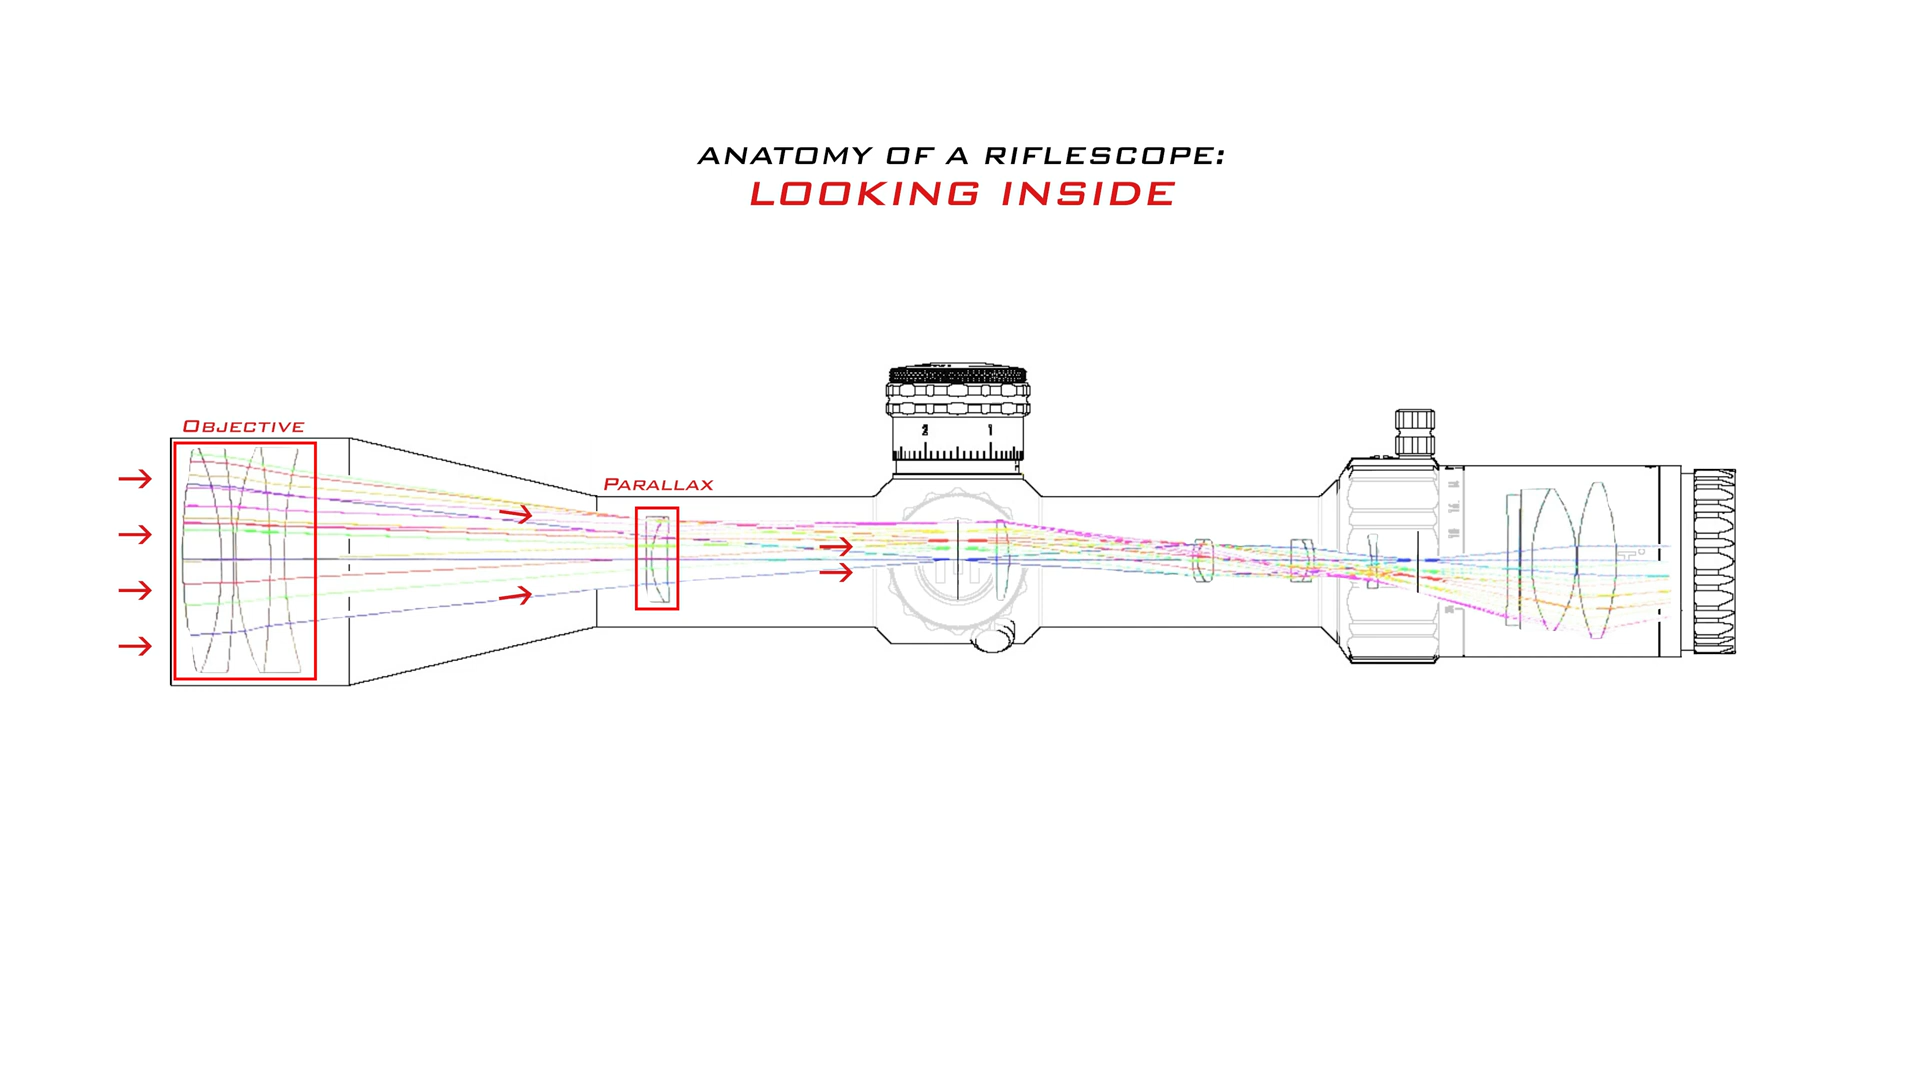 ANATOMY OF A RIFLESCOPE:
LOOKING INSIDE
OBJECTIVE
PARALLAX
2 1